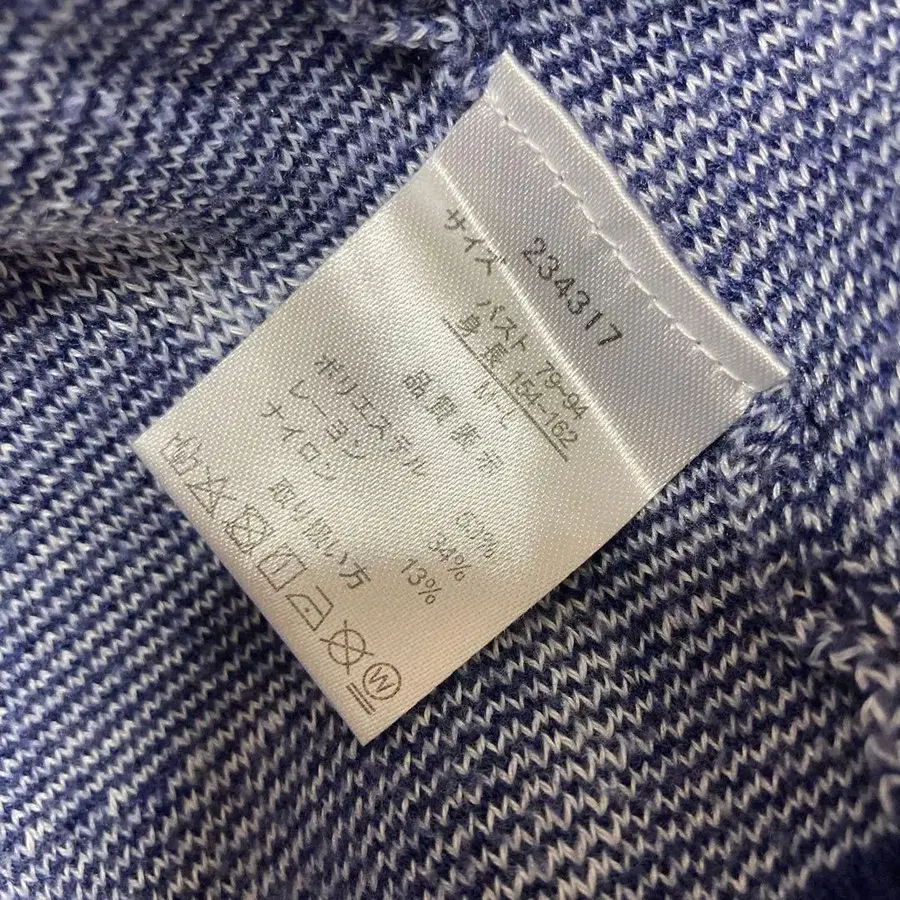 234317
サイズ
バスト 79-94
身長 154-162
M-L
品質表示
ポリエステル 53%
レーヨン 34%
ナイロン 13%
取り扱い方
W